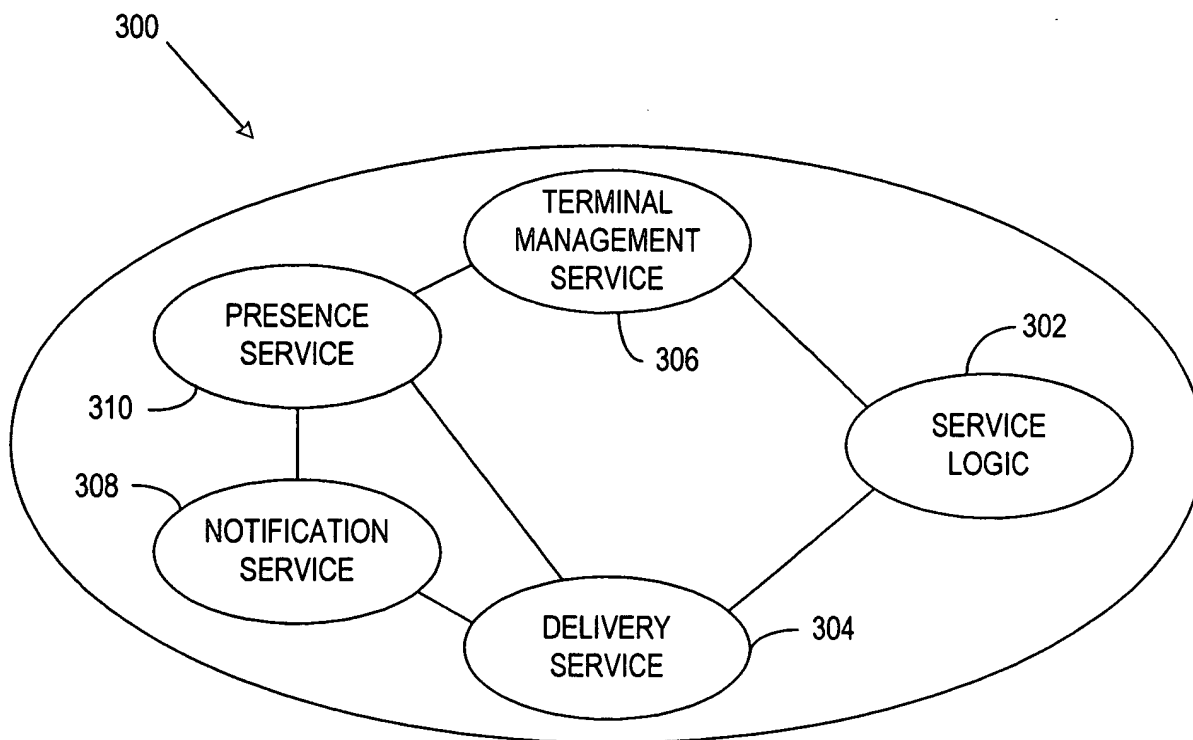 300
TERMINAL
MANAGEMENT
SERVICE
306
PRESENCE
SERVICE
310
302
SERVICE
LOGIC
308
NOTIFICATION
SERVICE
DELIVERY
SERVICE
304